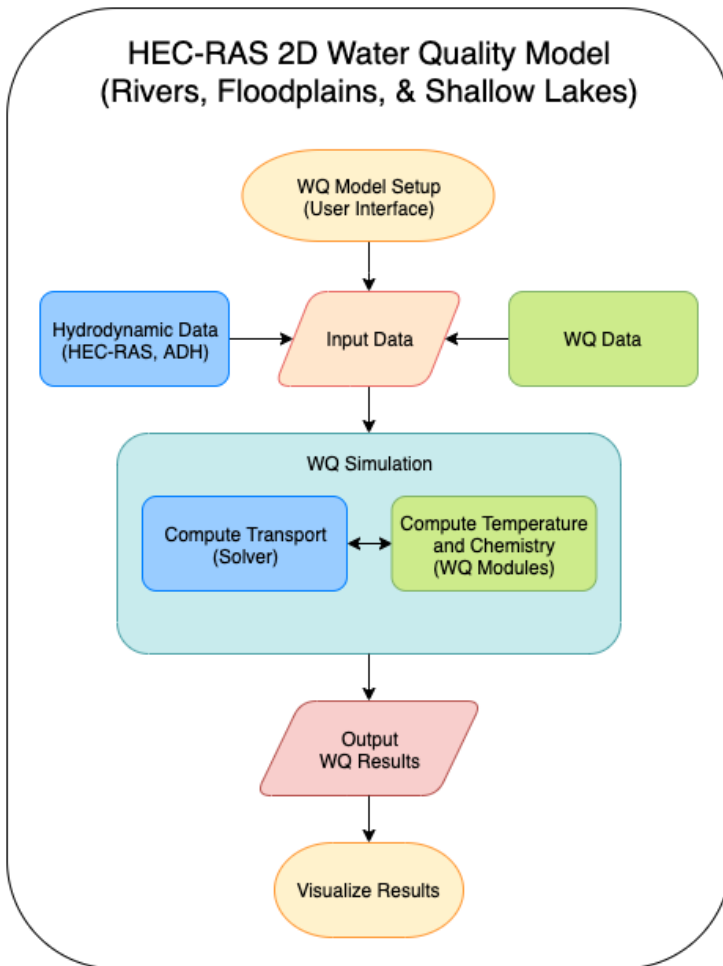 HEC-RAS 2D Water Quality Model
(Rivers, Floodplains, & Shallow Lakes)
WQ Model Setup
(User Interface)
Hydrodynamic Data
(HEC-RAS, ADH)
Input Data
WQ Data
WQ Simulation
Compute Transport
(Solver)
Compute Temperature
and Chemistry
(WQ Modules)
Output
WQ Results
Visualize Results